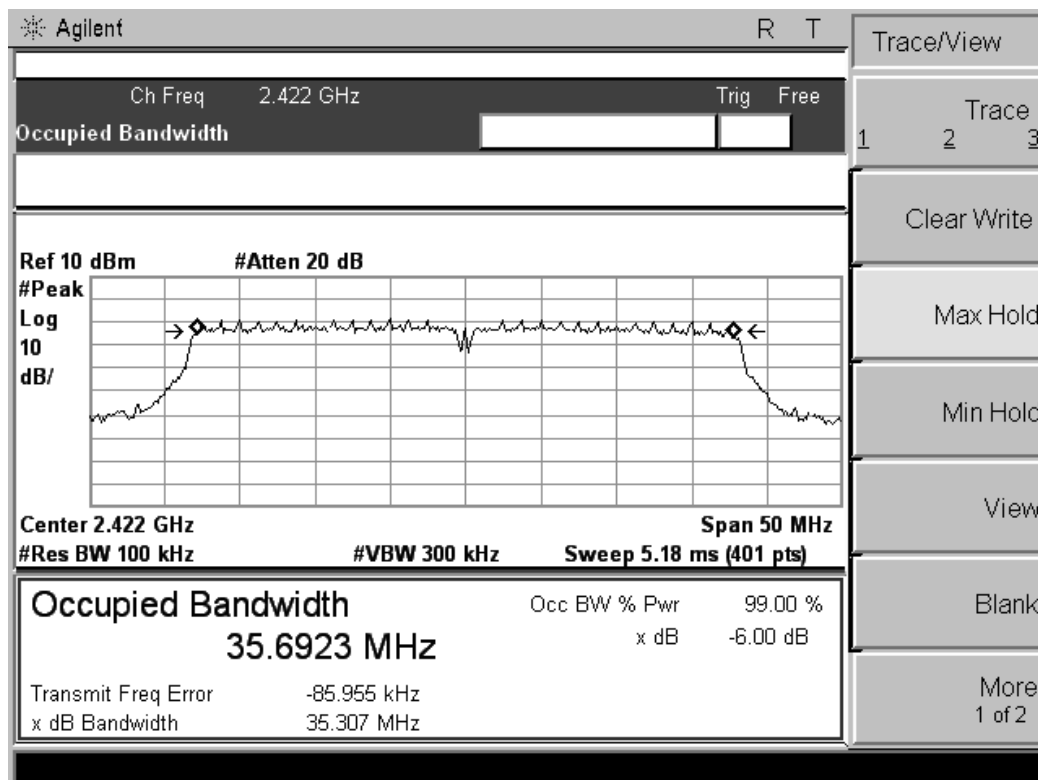 Agilent R T
Ch Freq 2.422 GHz Trig Free
Occupied Bandwidth
Ref 10 dBm #Atten 20 dB
#Peak
Log
10
dB/
Center 2.422 GHz Span 50 MHz
#Res BW 100 kHz #VBW 300 kHz Sweep 5.18 ms (401 pts)
Occupied Bandwidth Occ BW % Pwr 99.00 %
35.6923 MHz x dB -6.00 dB
Transmit Freq Error -85.955 kHz
x dB Bandwidth 35.307 MHz
Trace/View
Trace
1 2 3
Clear Write
Max Hold
Min Hold
View
Blank
More
1 of 2